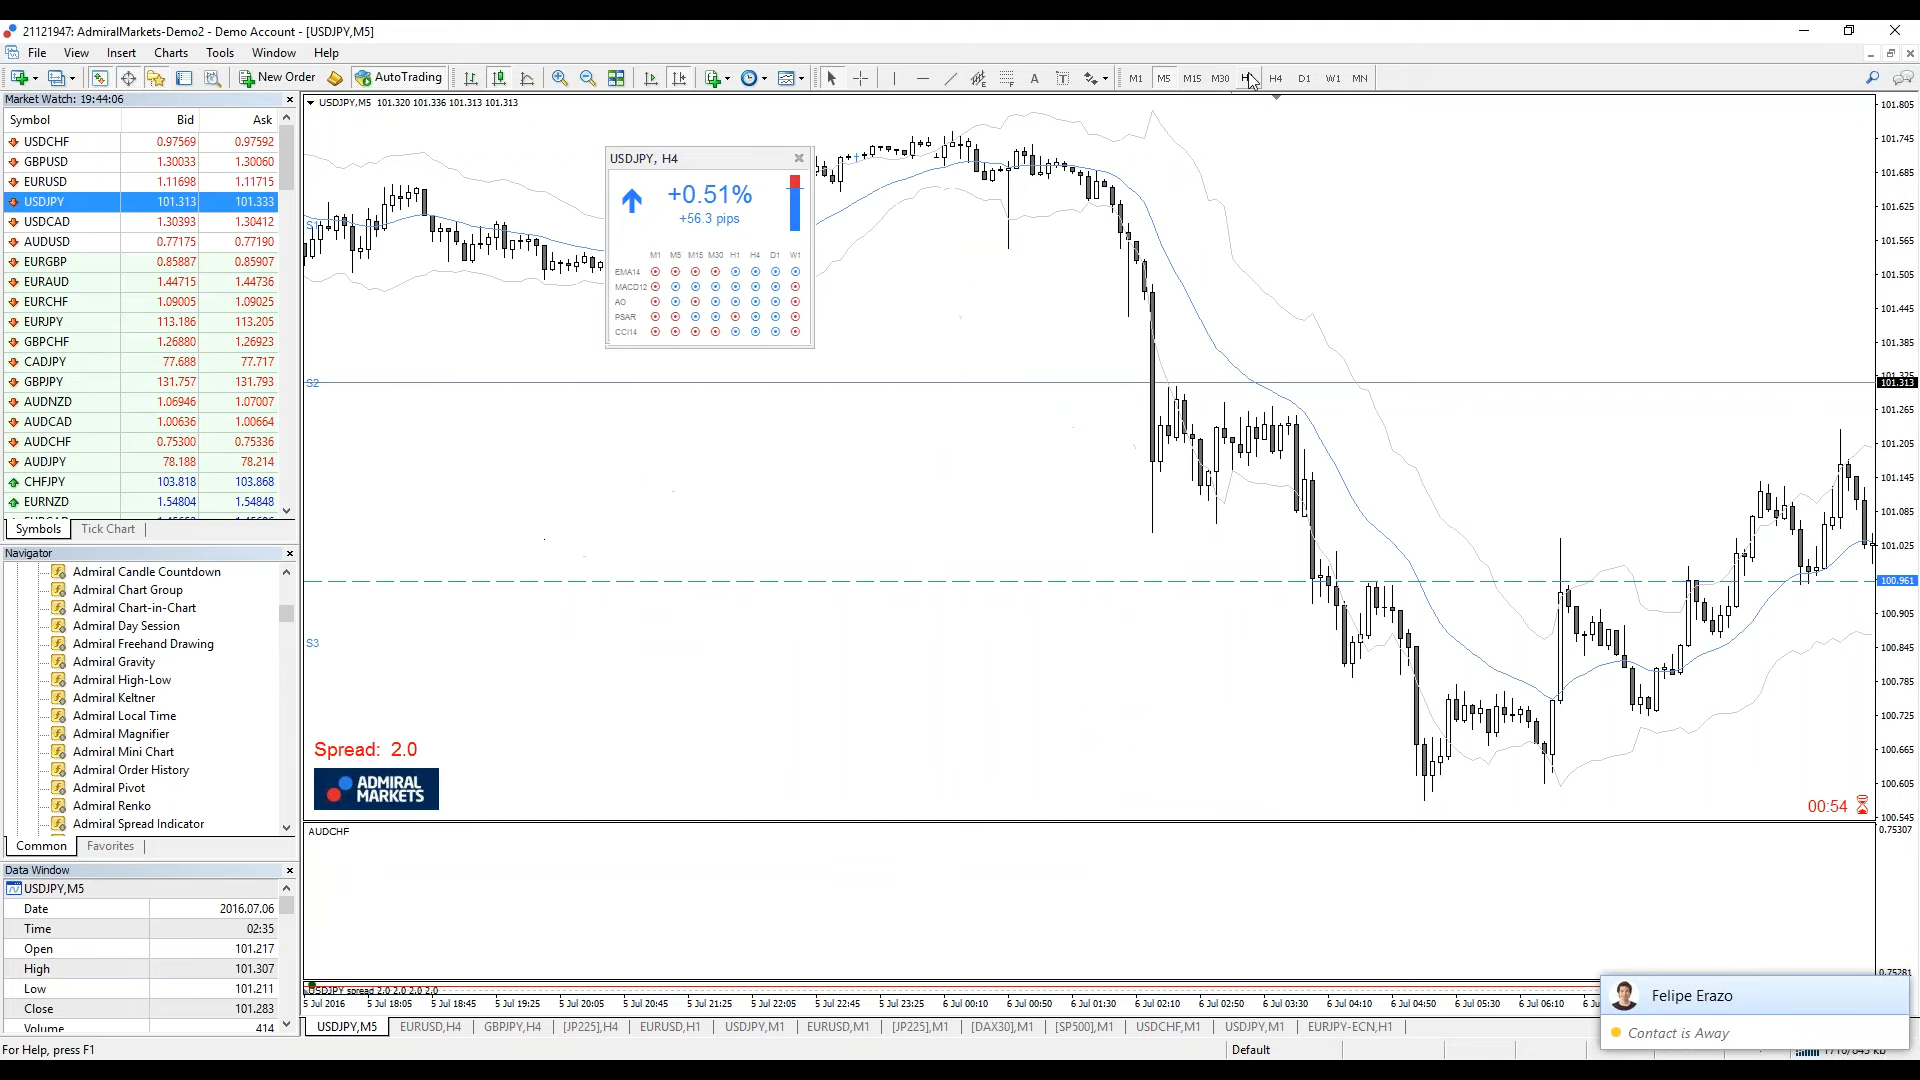 21121947: AdmiralMarkets-Demo2 - Demo Account - [USDJPY,M5]
File View Insert Charts Tools Window Help
New Order AutoTrading A T M1 M5 M15 M30 H4 D1 W1 MN
Market Watch: 19:44:06
Symbol Bid Ask
USDCHF 0.97569 0.97592
GBPUSD 1.30033 1.30060
EURUSD 1.11698 1.11715
USDJPY 101.313 101.333
USDCAD 1.30393 1.30412
AUDUSD 0.77175 0.77190
EURGBP 0.85887 0.85907
EURAUD 1.44715 1.44736
EURCHF 1.09005 1.09025
EURJPY 113.186 113.205
GBPCHF 1.26880 1.26923
CADJPY 77.688 77.717
GBPJPY 131.757 131.793
AUDNZD 1.06946 1.07007
AUDCAD 1.00636 1.00664
AUDCHF 0.75300 0.75336
AUDJPY 78.188 78.214
CHFJPY 103.818 103.868
EURNZD 1.54804 1.54848
Symbols Tick Chart
Navigator
Admiral Candle Countdown
Admiral Chart Group
Admiral Chart-in-Chart
Admiral Day Session
Admiral Freehand Drawing
Admiral Gravity
Admiral High-Low
Admiral Keltner
Admiral Local Time
Admiral Magnifier
Admiral Mini Chart
Admiral Order History
Admiral Pivot
Admiral Renko
Admiral Spread Indicator
Common Favorites
Data Window
USDJPY,M5
Date 2016.07.06
Time 02:35
Open 101.217
High 101.307
Low 101.211
Close 101.283
Volume 414
For Help, press F1
USDJPY,M5 101.320 101.336 101.313 101.313
USDJPY, H4
+0.51%
+56.3 pips
M1 M5 M15 M30 H1 H4 D1 W1
EMA14
MACD12
AO
PSAR
CCI14
S1
S2
S3
Spread: 2.0
ADMIRAL
MARKETS
00:54
101.805
101.745
101.685
101.625
101.565
101.505
101.445
101.385
101.325
101.313
101.265
101.205
101.145
101.085
101.025
100.961
100.905
100.845
100.785
100.725
100.665
100.605
100.545
AUDCHF
0.75307
0.75281
USDJPY spread 2.0 2.0 2.0 2.0
5 Jul 2016 5 Jul 18:05 5 Jul 18:45 5 Jul 19:25 5 Jul 20:05 5 Jul 20:45 5 Jul 21:25 5 Jul 22:05 5 Jul 22:45 5 Jul 23:25 6 Jul 00:10 6 Jul 00:50 6 Jul 01:30 6 Jul 02:10 6 Jul 02:50 6 Jul 03:30 6 Jul 04:10 6 Jul 04:50 6 Jul 05:30 6 Jul 06:10
USDJPY,M5 EURUSD,H4 GBPJPY,H4 [JP225],H4 EURUSD,H1 USDJPY,M1 EURUSD,M1 [JP225],M1 [DAX30],M1 [SP500],M1 USDCHF,M1 USDJPY,M1 EURJPY-ECN,H1
Default
Felipe Erazo
Contact is Away